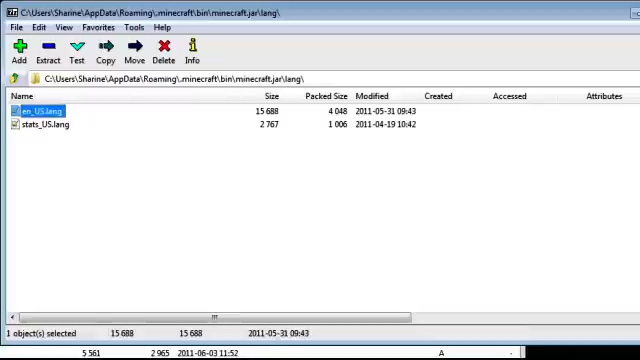 C:\Users\Sharine\AppData\Roaming\.minecraft\bin\minecraft.jar\lang\
File Edit View Favorites Tools Help
Add Extract Test Copy Move Delete Info
C:\Users\Sharine\AppData\Roaming\.minecraft\bin\minecraft.jar\lang\
Name Size Packed Size Modified Created Accessed Attributes
en_US.lang 15 688 4 048 2011-05-31 09:43
stats_US.lang 2 767 1 006 2011-04-19 10:42
1 object(s) selected 15 688 15 688 2011-05-31 09:43
5 561 2 965 2011-06-03 11:52 A